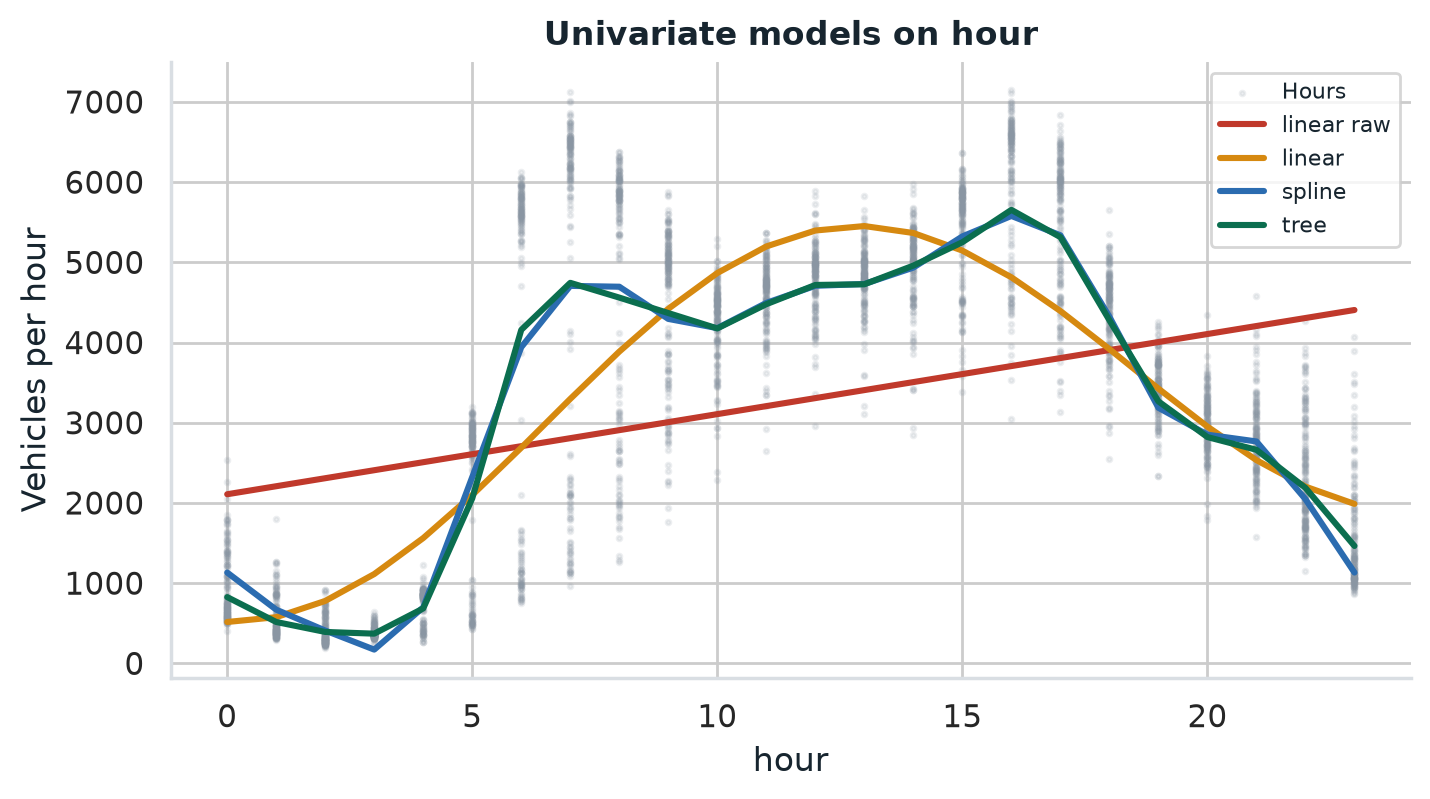 Univariate models on hour
Vehicles per hour
7000
6000
5000
4000
3000
2000
1000
0
Hours
linear raw
linear
spline
tree
0 5 10 15 20
hour